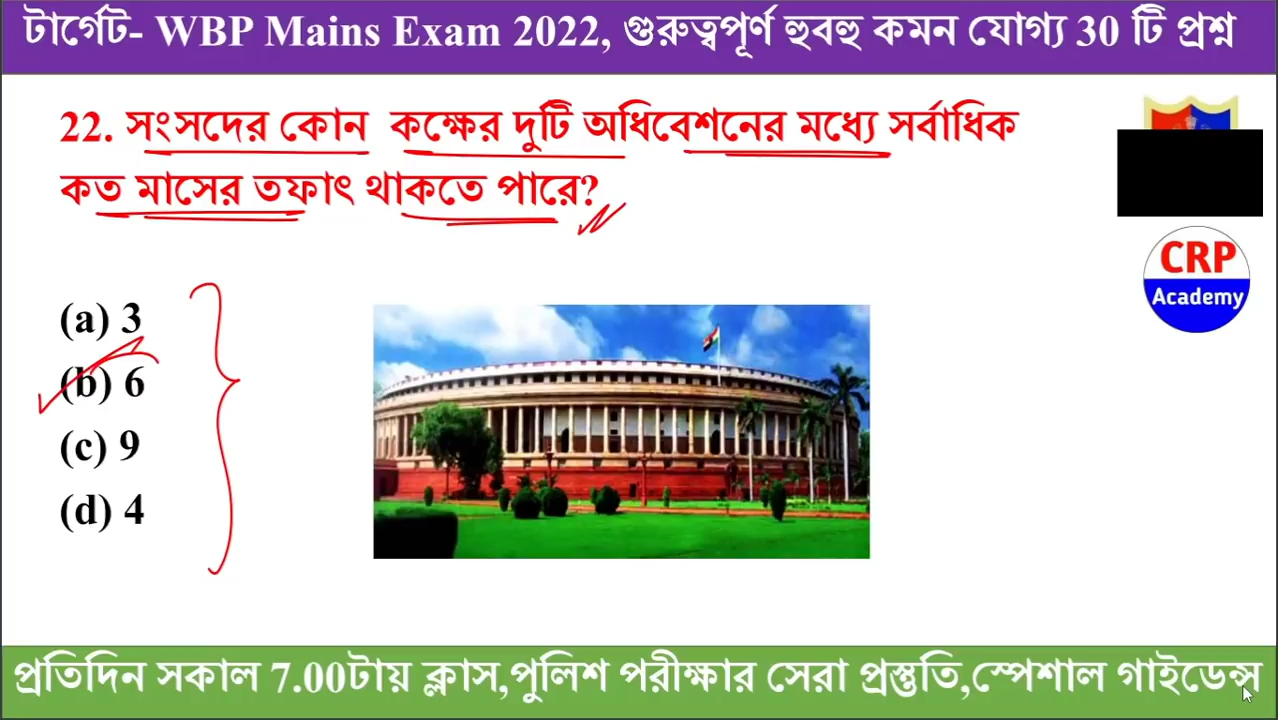 টার্গেট- WBP Mains Exam 2022, গুরুত্বপূর্ণ হুবহু কমন যোগ্য 30 টি প্রশ্ন
22. সংসদের কোন কক্ষের দুটি অধিবেশনের মধ্যে সর্বাধিক
কত মাসের তফাৎ থাকতে পারে?
(a) 3
(b) 6
(c) 9
(d) 4
CRP
Academy
প্রতিদিন সকাল 7.00টায় ক্লাস,পুলিশ পরীক্ষার সেরা প্রস্তুতি,স্পেশাল গাইডেন্স